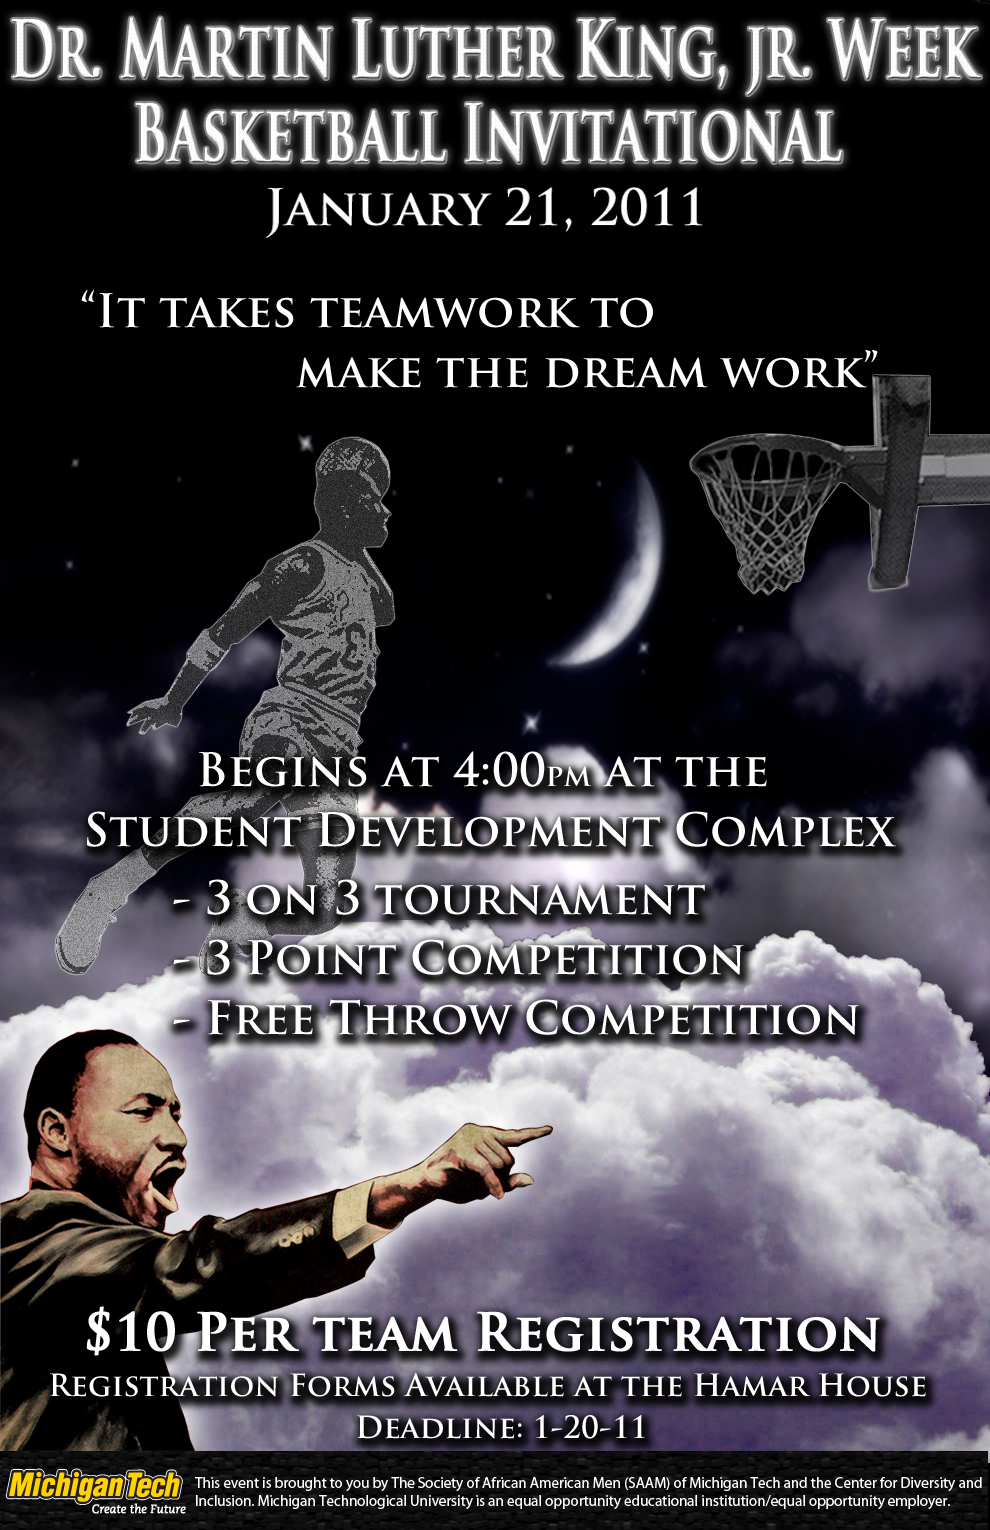 Dr. Martin Luther King, Jr. Week
Basketball Invitational
January 21, 2011
“It takes teamwork to
make the dream work”
Begins at 4:00pm at the
Student Development Complex
- 3 on 3 tournament
- 3 Point Competition
- Free Throw Competition
$10 Per team Registration
Registration Forms Available at the Hamar House
Deadline: 1-20-11
Michigan Tech
Create the Future
This event is brought to you by The Society of African American Men (SAAM) of Michigan Tech and the Center for Diversity and
Inclusion. Michigan Technological University is an equal opportunity educational institution/equal opportunity employer.